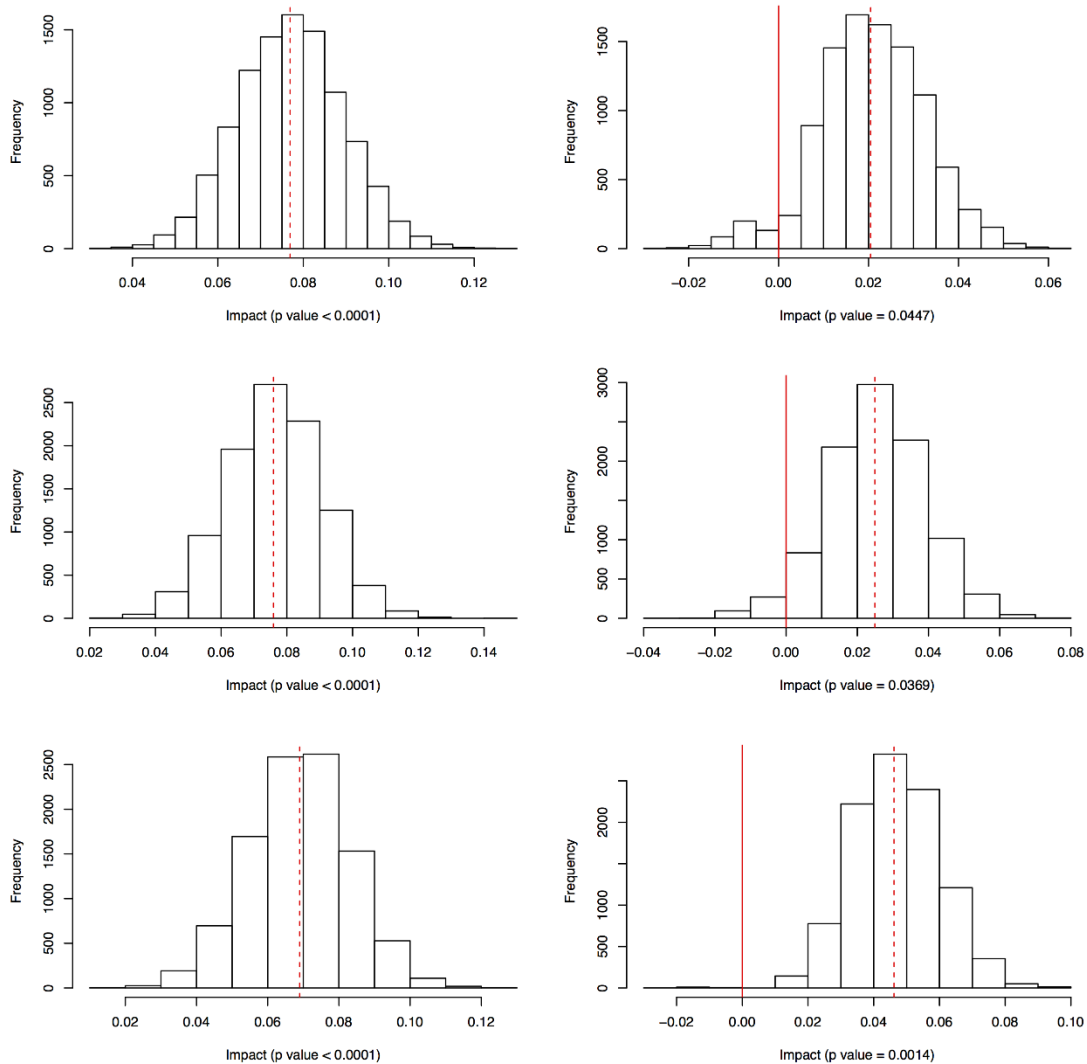 Frequency
0 500 1000 1500
0.04 0.06 0.08 0.10 0.12
Impact (p value < 0.0001)
Frequency
0 500 1000 1500
−0.02 0.00 0.02 0.04 0.06
Impact (p value = 0.0447)
Frequency
0 500 1000 1500 2000 2500
0.02 0.04 0.06 0.08 0.10 0.12 0.14
Impact (p value < 0.0001)
Frequency
0 1000 2000 3000
−0.04 −0.02 0.00 0.02 0.04 0.06 0.08
Impact (p value = 0.0369)
Frequency
0 500 1000 1500 2000 2500
0.02 0.04 0.06 0.08 0.10 0.12
Impact (p value < 0.0001)
Frequency
0 500 1000 2000
−0.02 0.00 0.02 0.04 0.06 0.08 0.10
Impact (p value = 0.0014)